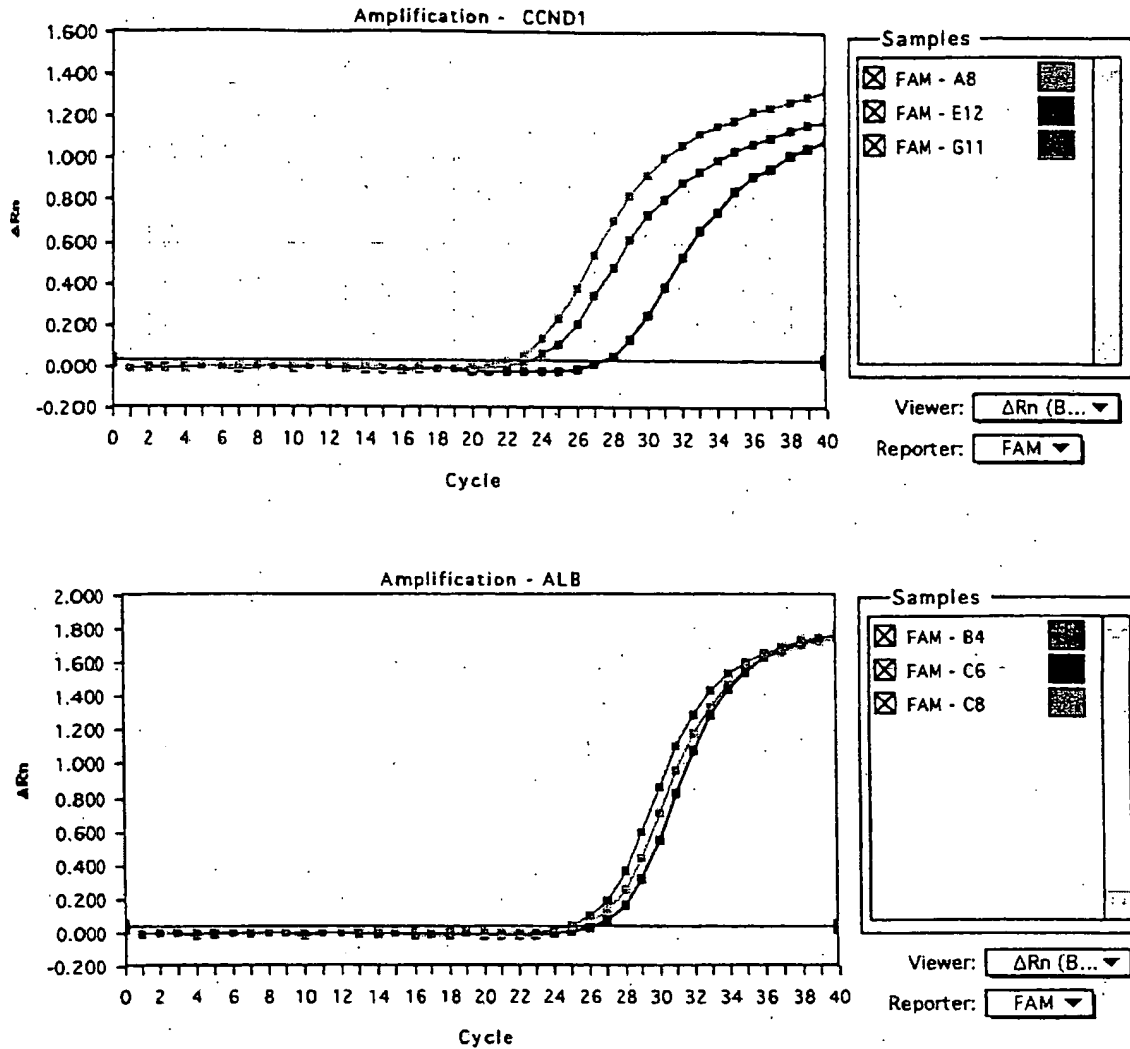 Amplification - CCND1
1.600
1.400
1.200
1.000
0.800
0.600
0.400
0.200
0.000
-0.200
ΔRn
0 2 4 6 8 10 12 14 16 18 20 22 24 26 28 30 32 34 36 38 40
Cycle
Samples
FAM - A8
FAM - E12
FAM - G11
Viewer: ΔRn (B...
Reporter: FAM
Amplification - ALB
2.000
1.800
1.600
1.400
1.200
1.000
0.800
0.600
0.400
0.200
0.000
-0.200
ΔRn
0 2 4 6 8 10 12 14 16 18 20 22 24 26 28 30 32 34 36 38 40
Cycle
Samples
FAM - B4
FAM - C6
FAM - C8
Viewer: ΔRn (B...
Reporter: FAM